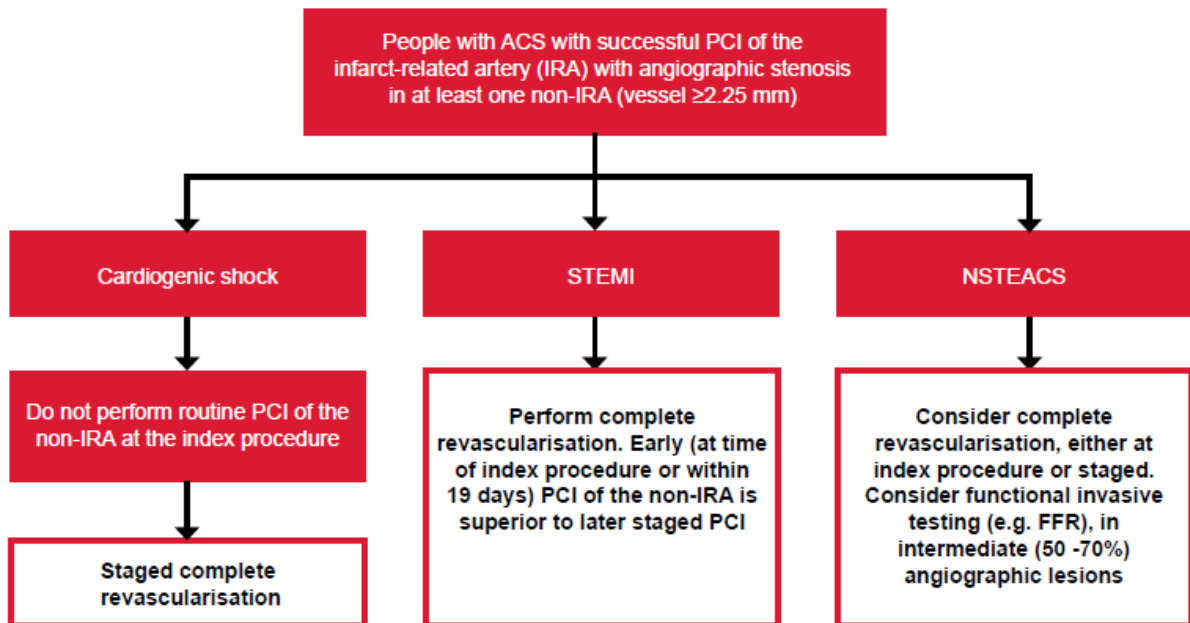 People with ACS with successful PCI of the
infarct-related artery (IRA) with angiographic stenosis
in at least one non-IRA (vessel ≥2.25 mm)
Cardiogenic shock
STEMI
NSTEACS
Do not perform routine PCI of the
non-IRA at the index procedure
Staged complete
revascularisation
Perform complete
revascularisation. Early (at time
of index procedure or within
19 days) PCI of the non-IRA is
superior to later staged PCI
Consider complete
revascularisation, either at
index procedure or staged.
Consider functional invasive
testing (e.g. FFR), in
intermediate (50 -70%)
angiographic lesions